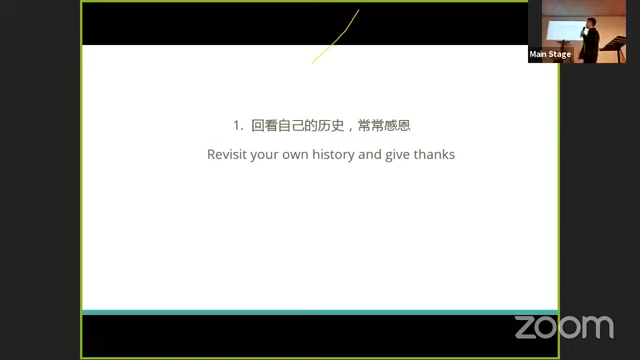 Main Stage
1. 回看自己的历史，常常感恩
Revisit your own history and give thanks
zoom